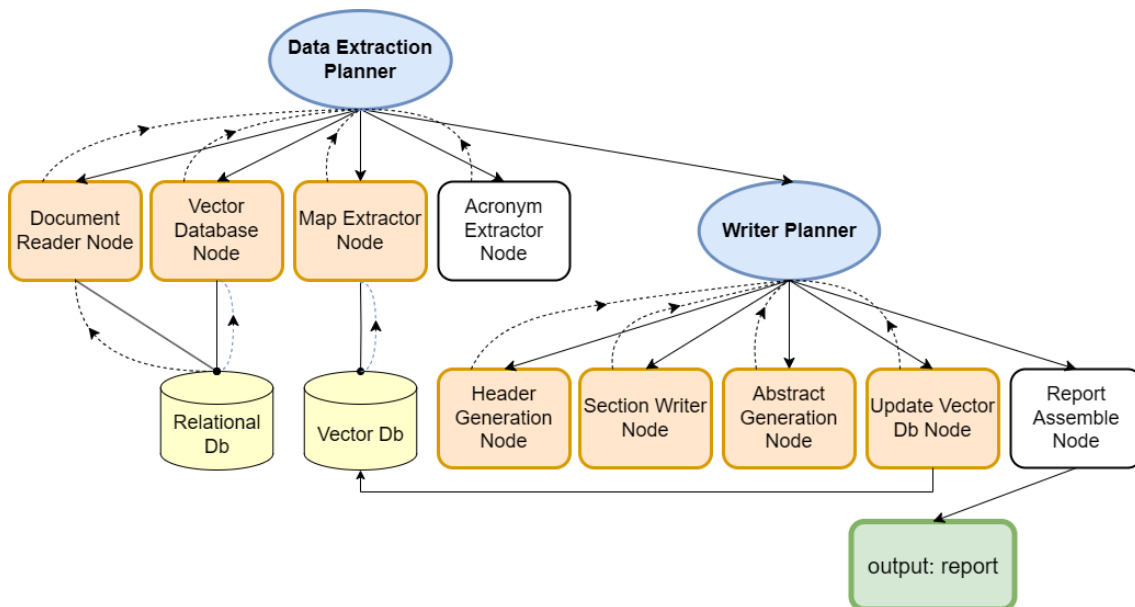 Data Extraction
Planner
Document
Reader Node
Vector
Database
Node
Map Extractor
Node
Acronym
Extractor
Node
Writer Planner
Relational
Db
Vector Db
Header
Generation
Node
Section Writer
Node
Abstract
Generation
Node
Update Vector
Db Node
Report
Assemble
Node
output: report